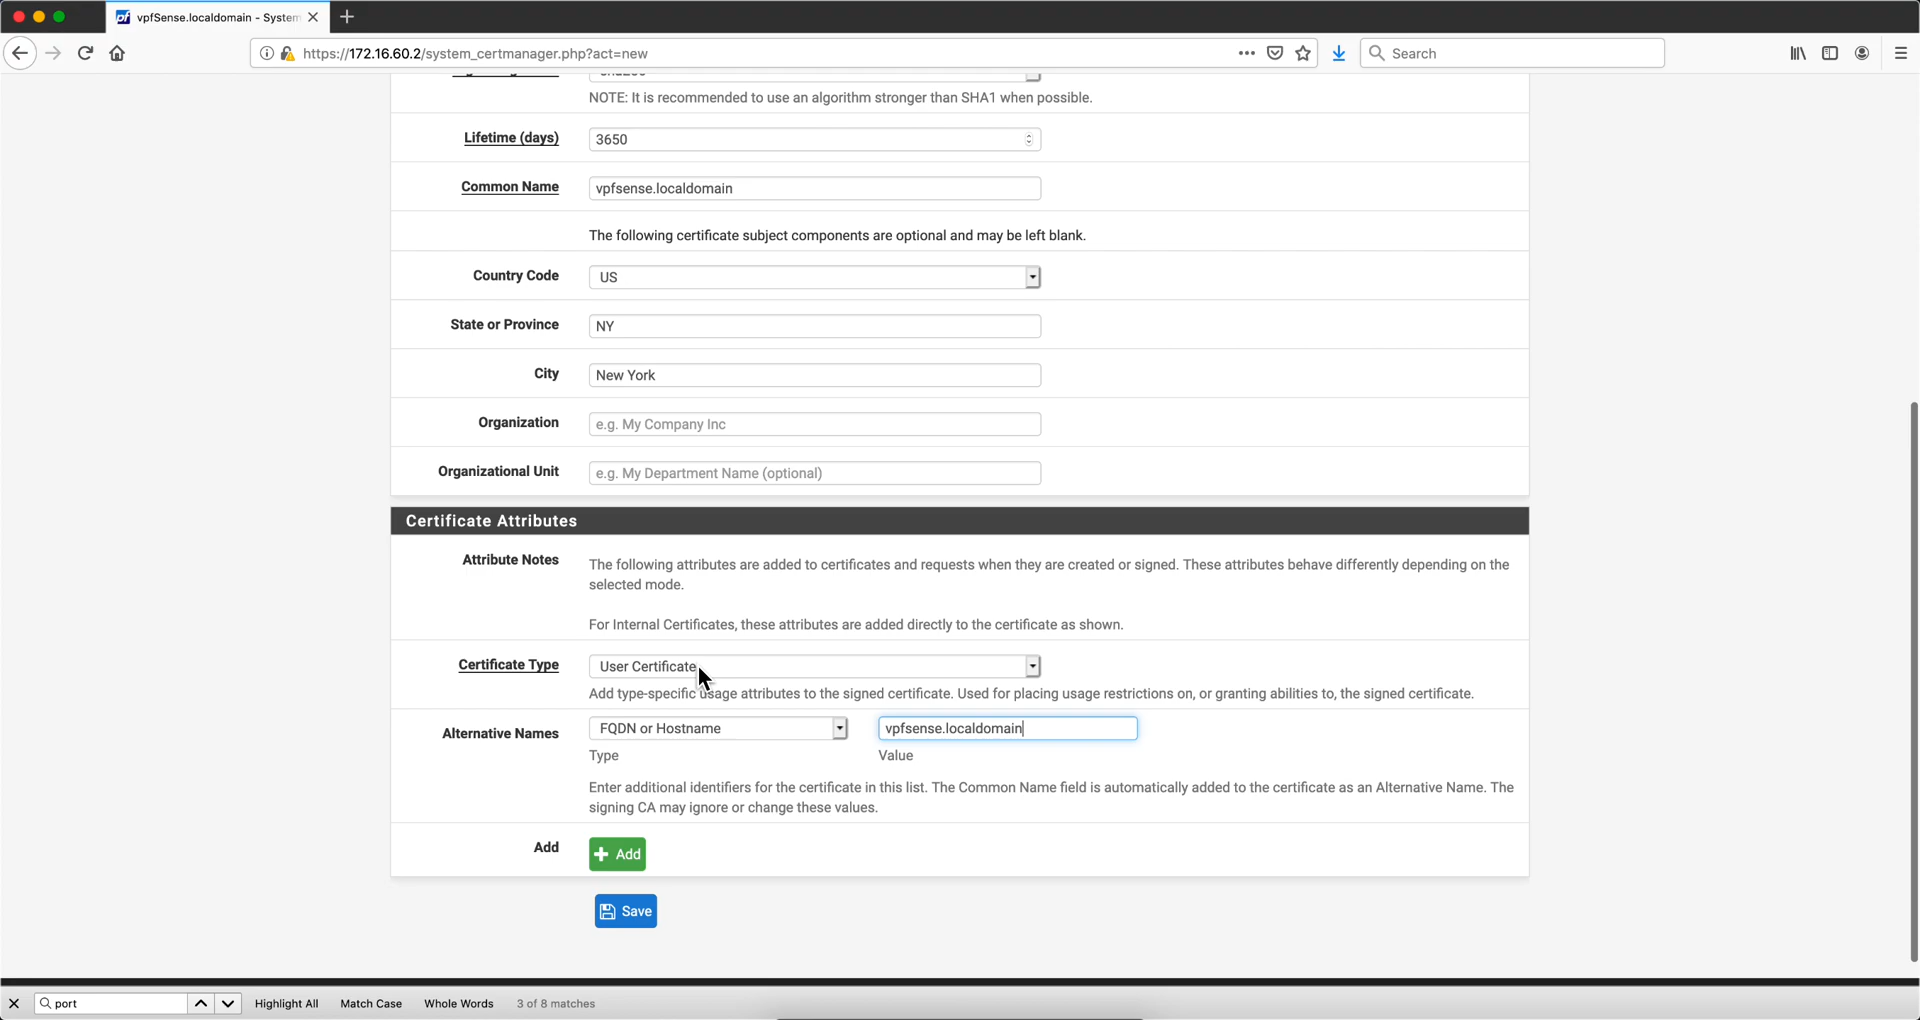 vpfSense.localdomain - System
https://172.16.60.2/system_certmanager.php?act=new
Search
NOTE: It is recommended to use an algorithm stronger than SHA1 when possible.
Lifetime (days) 3650
Common Name vpfsense.localdomain
The following certificate subject components are optional and may be left blank.
Country Code US
State or Province NY
City New York
Organization e.g. My Company Inc
Organizational Unit e.g. My Department Name (optional)
Certificate Attributes
Attribute Notes The following attributes are added to certificates and requests when they are created or signed. These attributes behave differently depending on the
selected mode.
For Internal Certificates, these attributes are added directly to the certificate as shown.
Certificate Type User Certificate
Add type-specific usage attributes to the signed certificate. Used for placing usage restrictions on, or granting abilities to, the signed certificate.
Alternative Names FQDN or Hostname vpfsense.localdomain
Type Value
Enter additional identifiers for the certificate in this list. The Common Name field is automatically added to the certificate as an Alternative Name. The
signing CA may ignore or change these values.
Add Add
Save
port Highlight All Match Case Whole Words 3 of 8 matches